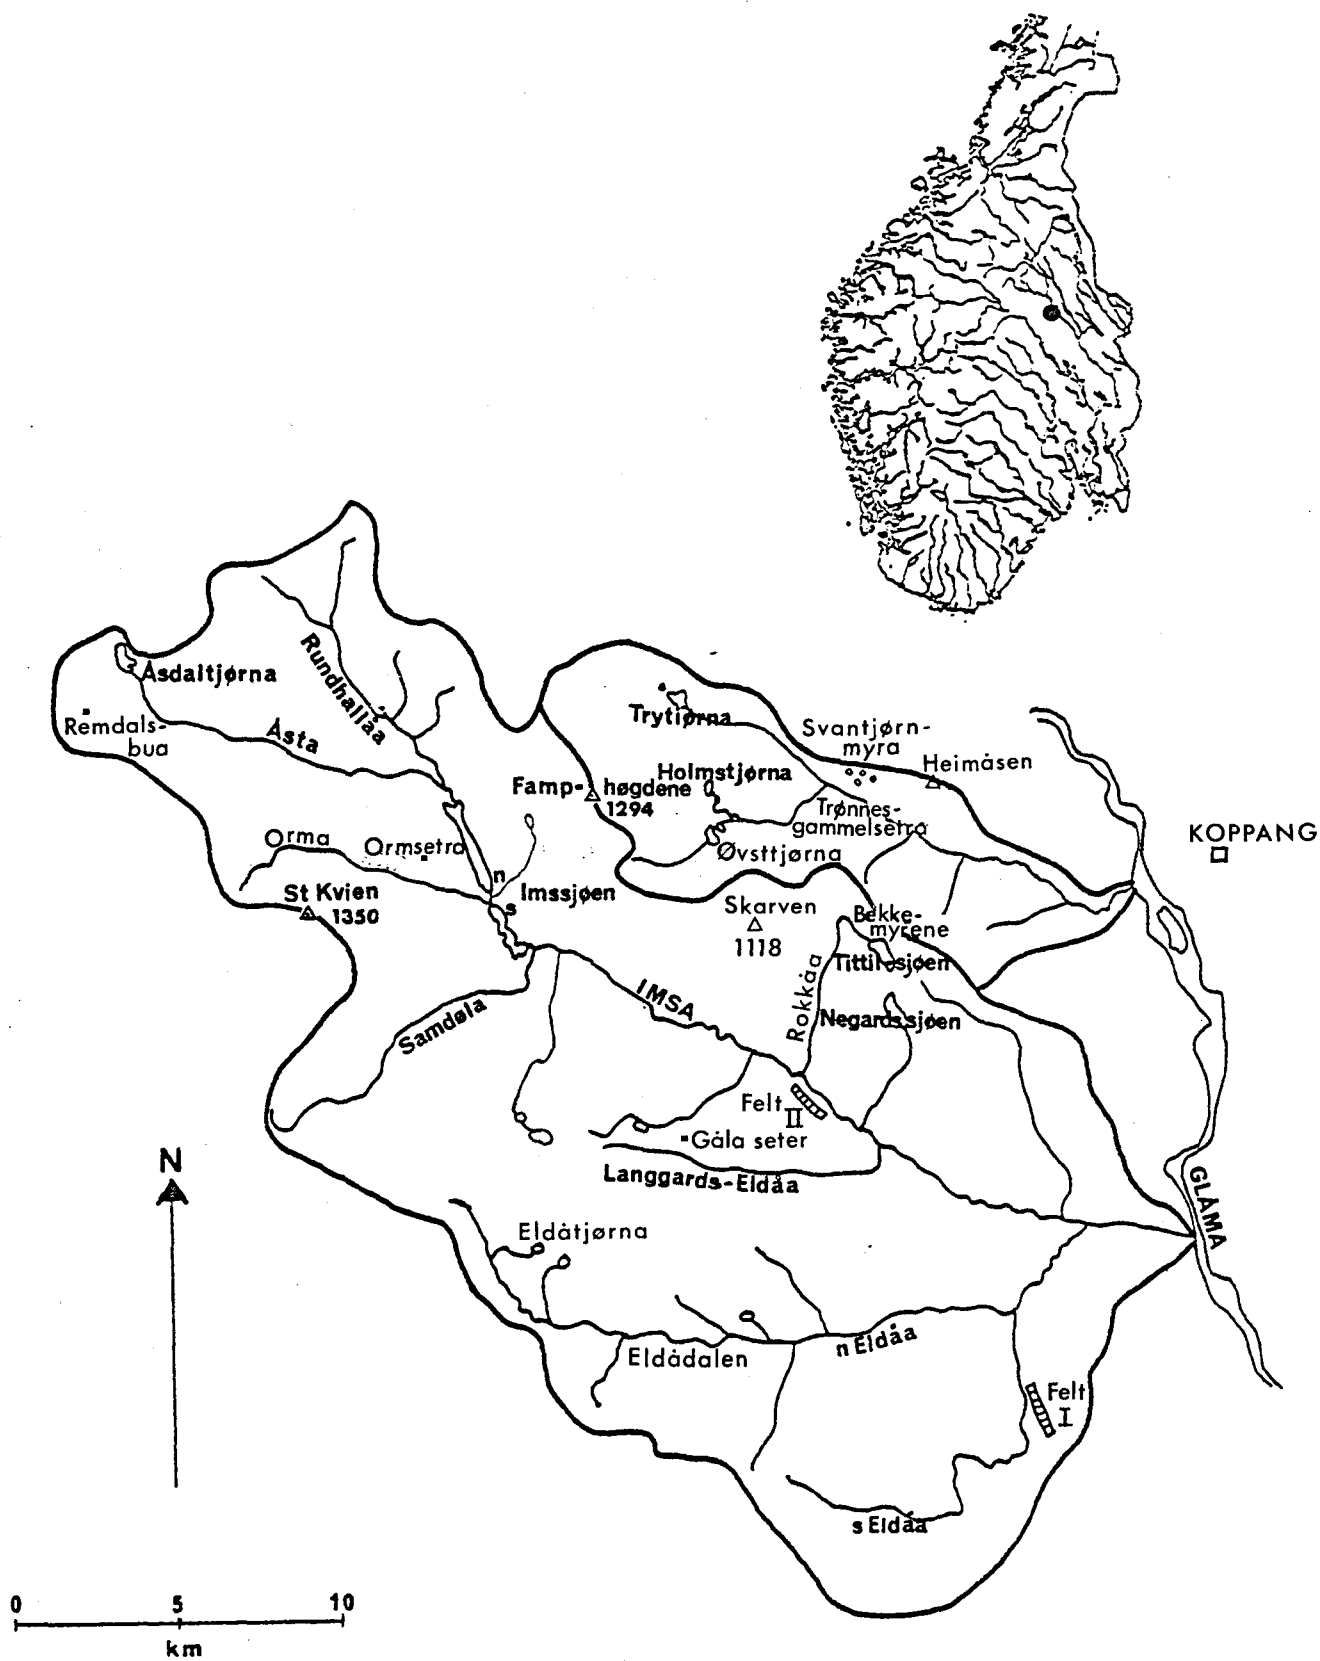 Åsdaltjørna
Remdals-
bua
Rundhallåa
Åsta
Trytjørna
Svantjørn-
myra
Heimåsen
Famp-høgdene
1294
Holmstjørna
Trønnes-
gammelsetra
Øvsttjørna
KOPPANG
Orma
Ormsetra
St Kvien
1350
n
s
Imssjøen
Skarven
1118
Bekke-
myrene
Tittilsjøen
Rokkåa
Negardssjøen
IMSA
Samdøla
Felt
II
Gåla seter
Langgards-Eldåa
N
GLÅMA
Eldåtjørna
Eldådalen
n Eldåa
Felt
I
s Eldåa
0 5 10
km